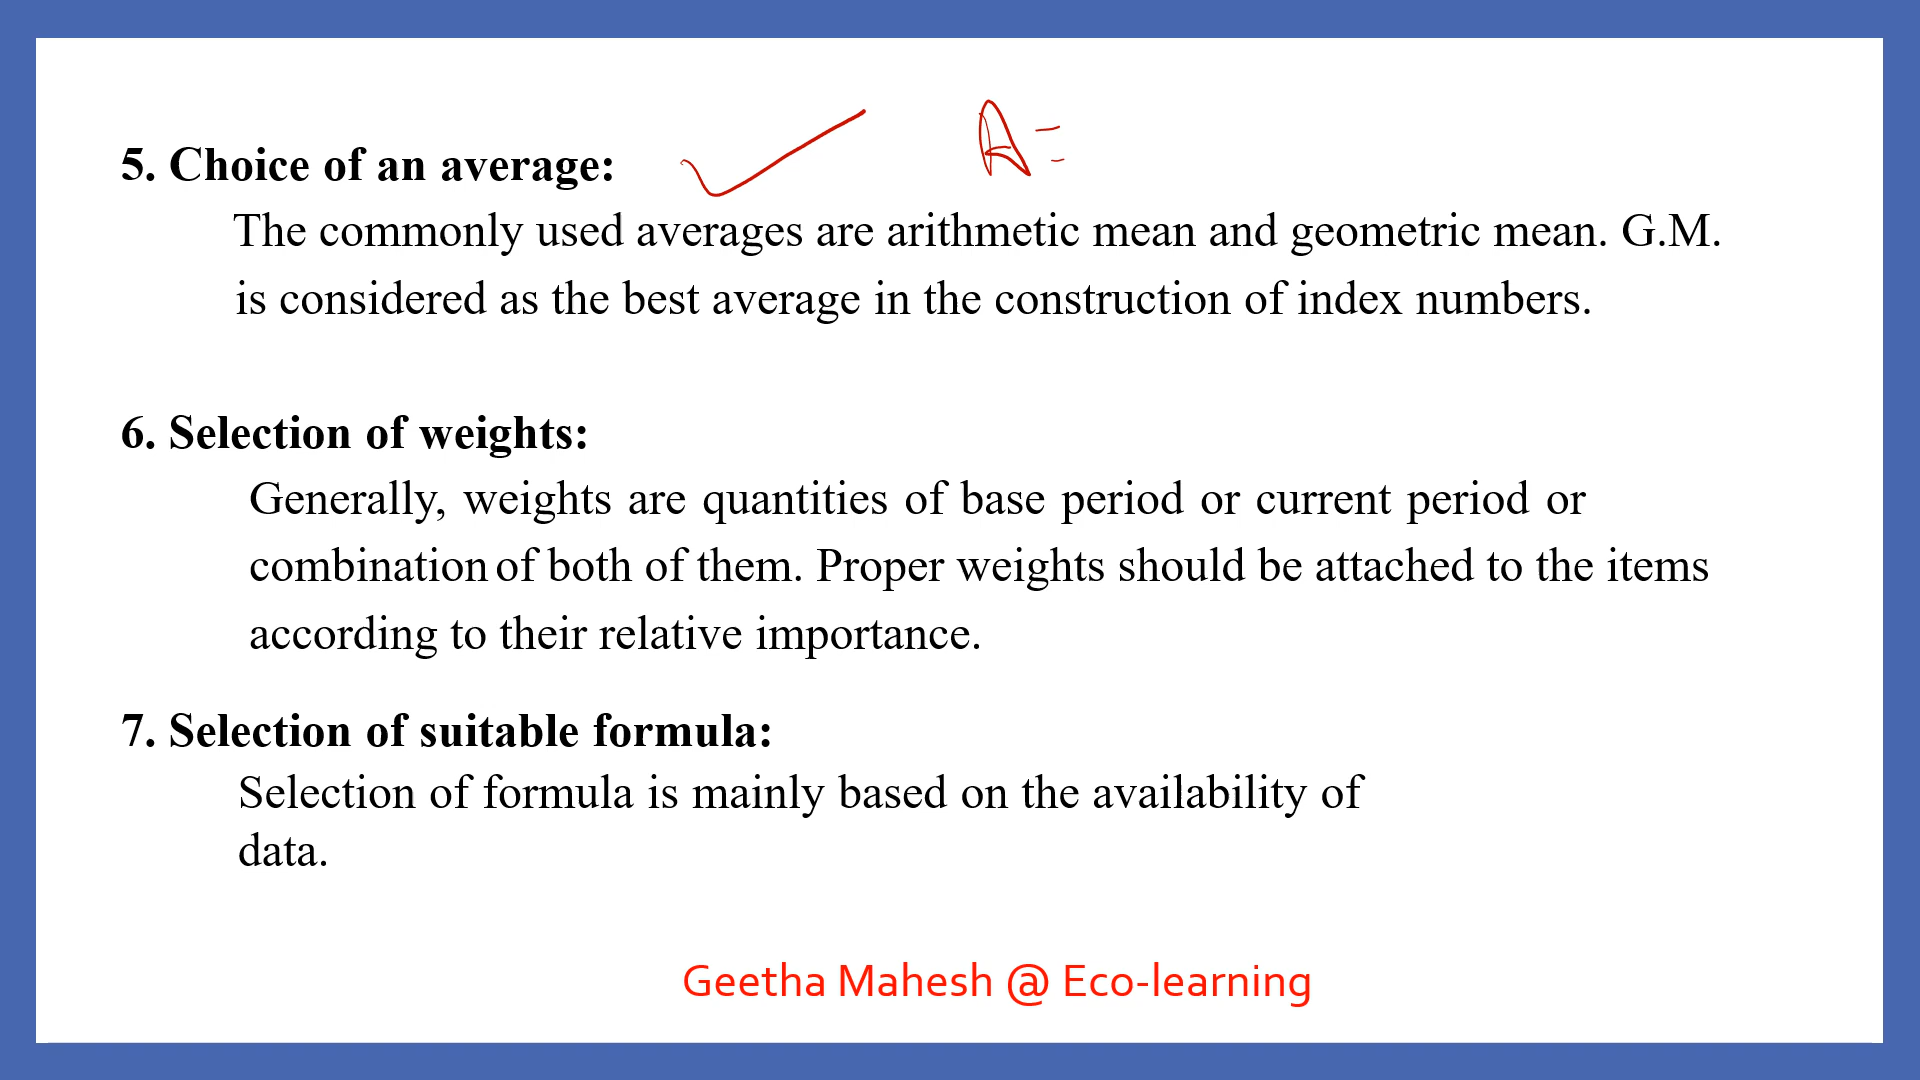 A=
5. Choice of an average:
The commonly used averages are arithmetic mean and geometric mean. G.M.
is considered as the best average in the construction of index numbers.
6. Selection of weights:
Generally, weights are quantities of base period or current period or
combination of both of them. Proper weights should be attached to the items
according to their relative importance.
7. Selection of suitable formula:
Selection of formula is mainly based on the availability of
data.
Geetha Mahesh @ Eco-learning